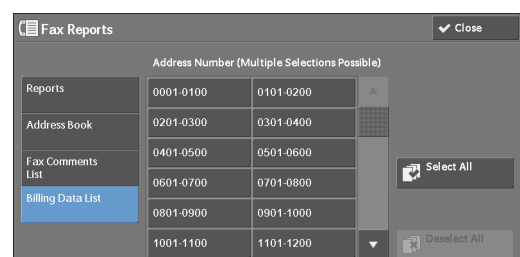 Fax Reports
Close
Address Number (Multiple Selections Possible)
Reports
Address Book
Fax Comments
List
Billing Data List
0001-0100 0101-0200
0201-0300 0301-0400
0401-0500 0501-0600
0601-0700 0701-0800
0801-0900 0901-1000
1001-1100 1101-1200
Select All
Deselect All